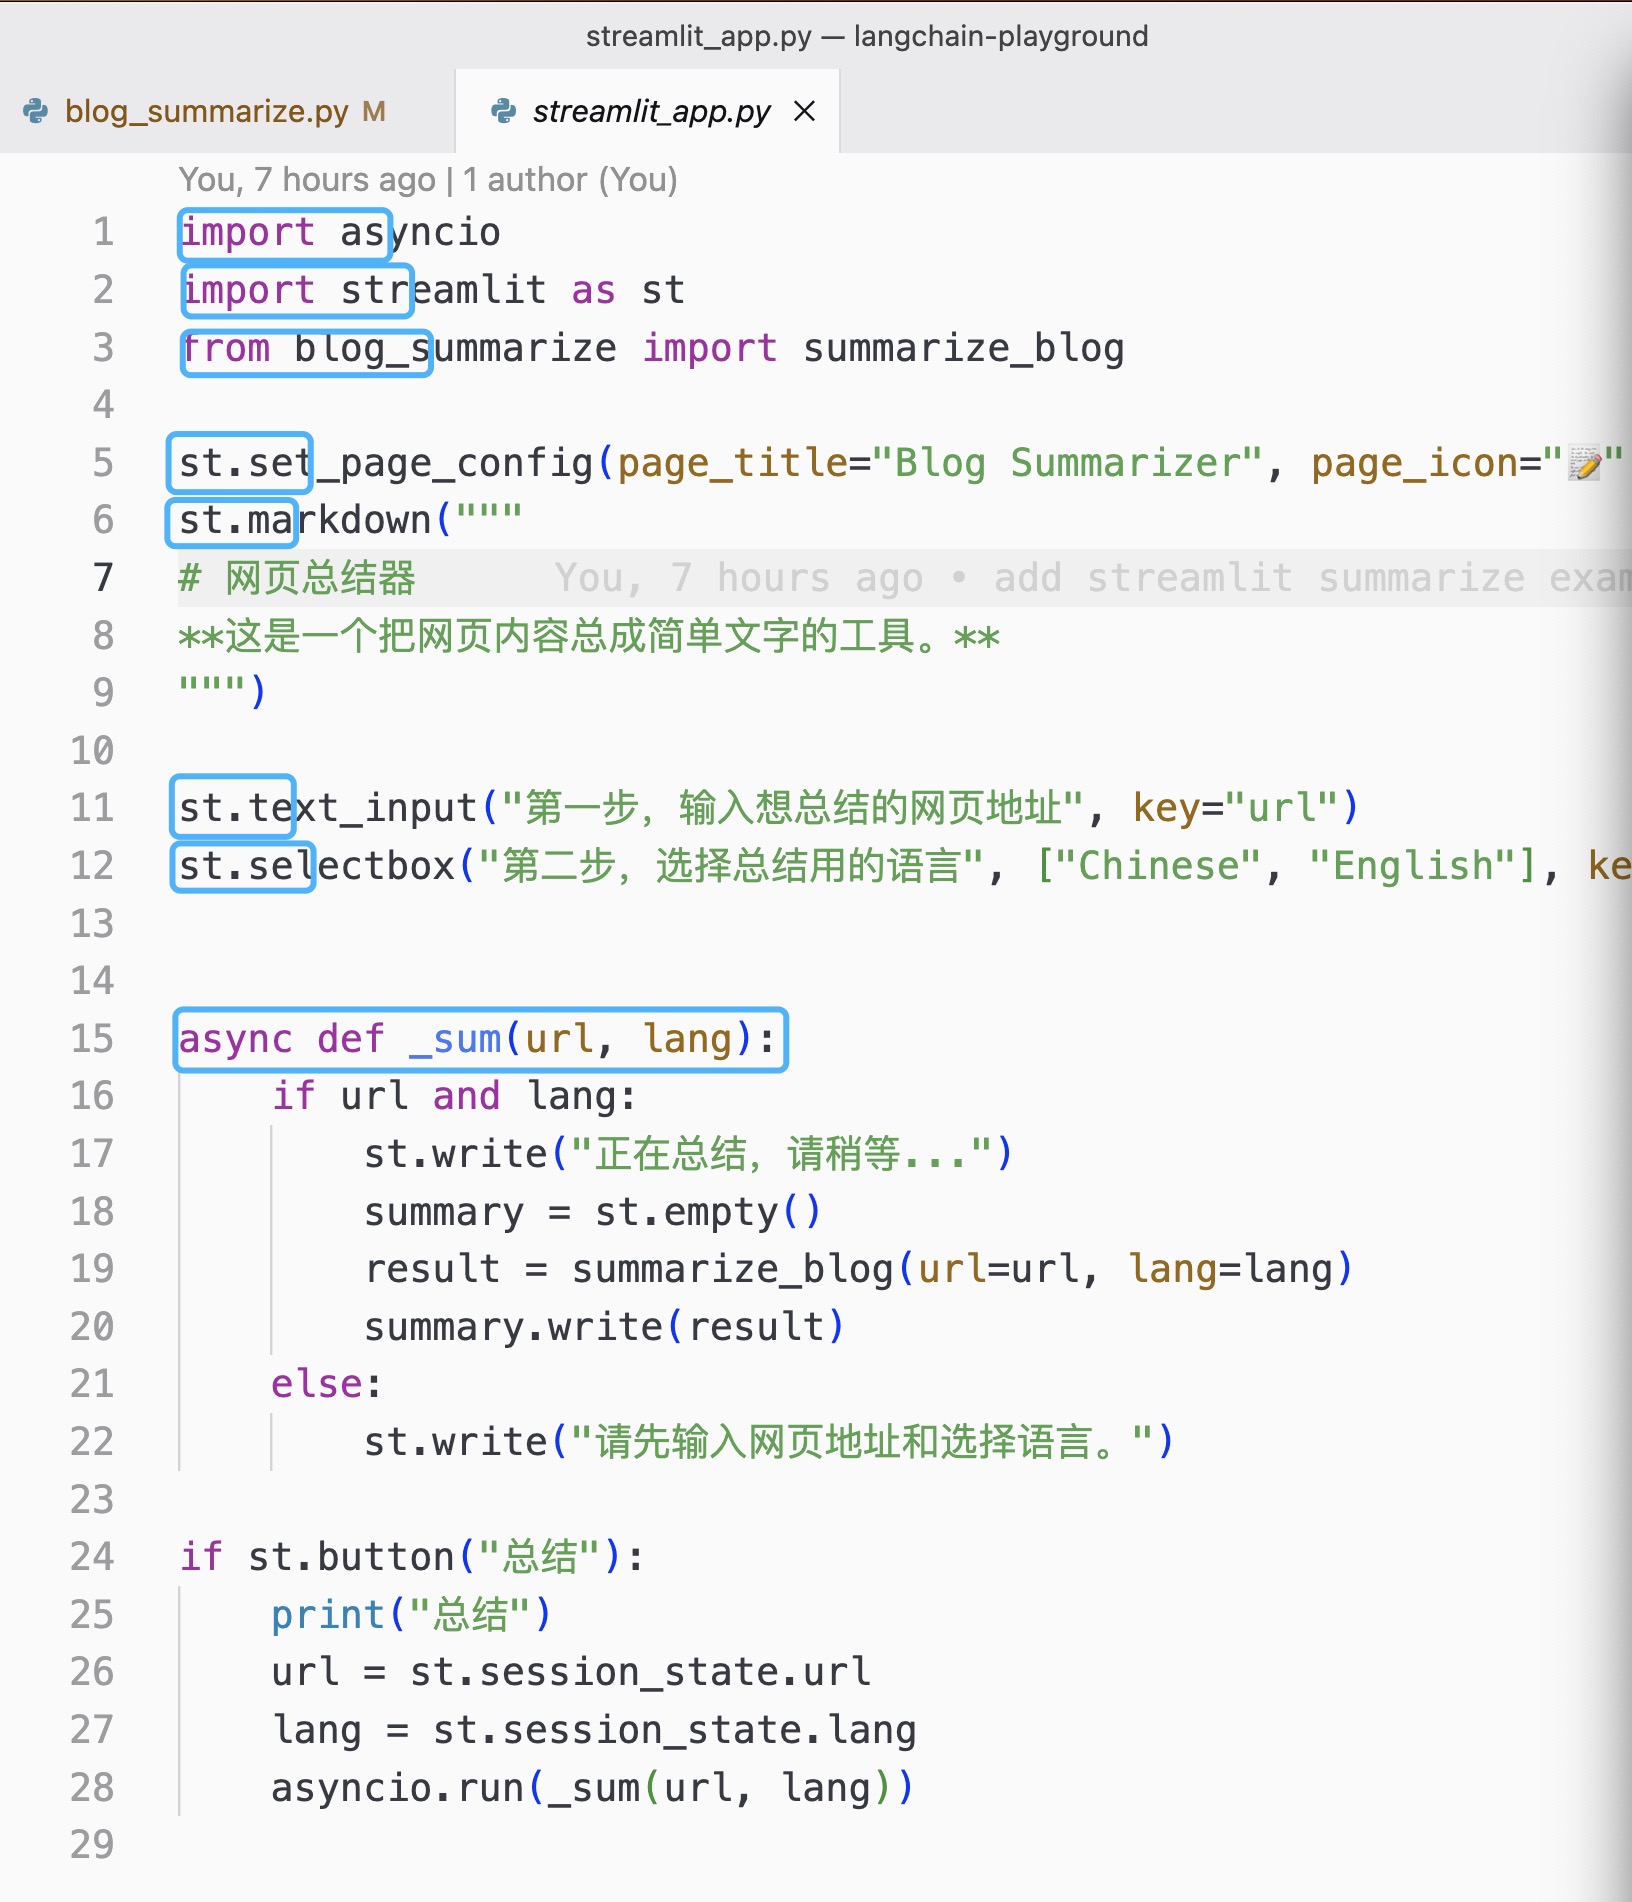 streamlit_app.py — langchain-playground
blog_summarize.py M
streamlit_app.py
You, 7 hours ago | 1 author (You)
1 import asyncio
2 import streamlit as st
3 from blog_summarize import summarize_blog
4
5 st.set_page_config(page_title="Blog Summarizer", page_icon="📝"
6 st.markdown("""
7 # 网页总结器 You, 7 hours ago • add streamlit summarize exam
8 **这是一个把网页内容总成简单文字的工具。**
9 """)
10
11 st.text_input("第一步，输入想总结的网页地址", key="url")
12 st.selectbox("第二步，选择总结用的语言", ["Chinese", "English"], ke
13
14
15 async def _sum(url, lang):
16 if url and lang:
17 st.write("正在总结，请稍等...")
18 summary = st.empty()
19 result = summarize_blog(url=url, lang=lang)
20 summary.write(result)
21 else:
22 st.write("请先输入网页地址和选择语言。")
23
24 if st.button("总结"):
25 print("总结")
26 url = st.session_state.url
27 lang = st.session_state.lang
28 asyncio.run(_sum(url, lang))
29